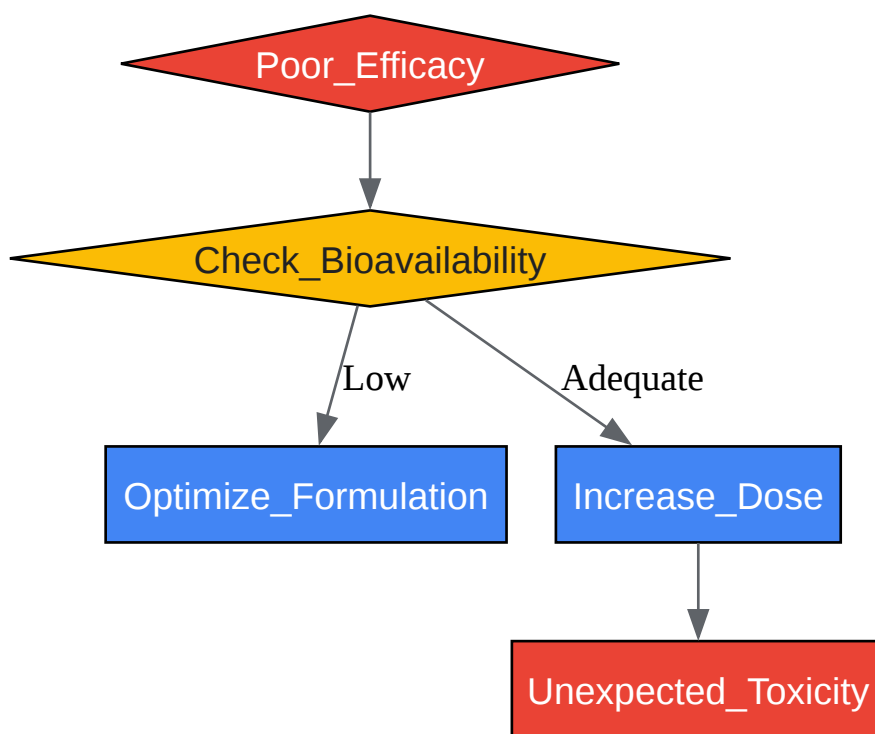 Poor_Efficacy
Check_Bioavailability
Low
Adequate
Optimize_Formulation
Increase_Dose
Unexpected_Toxicity